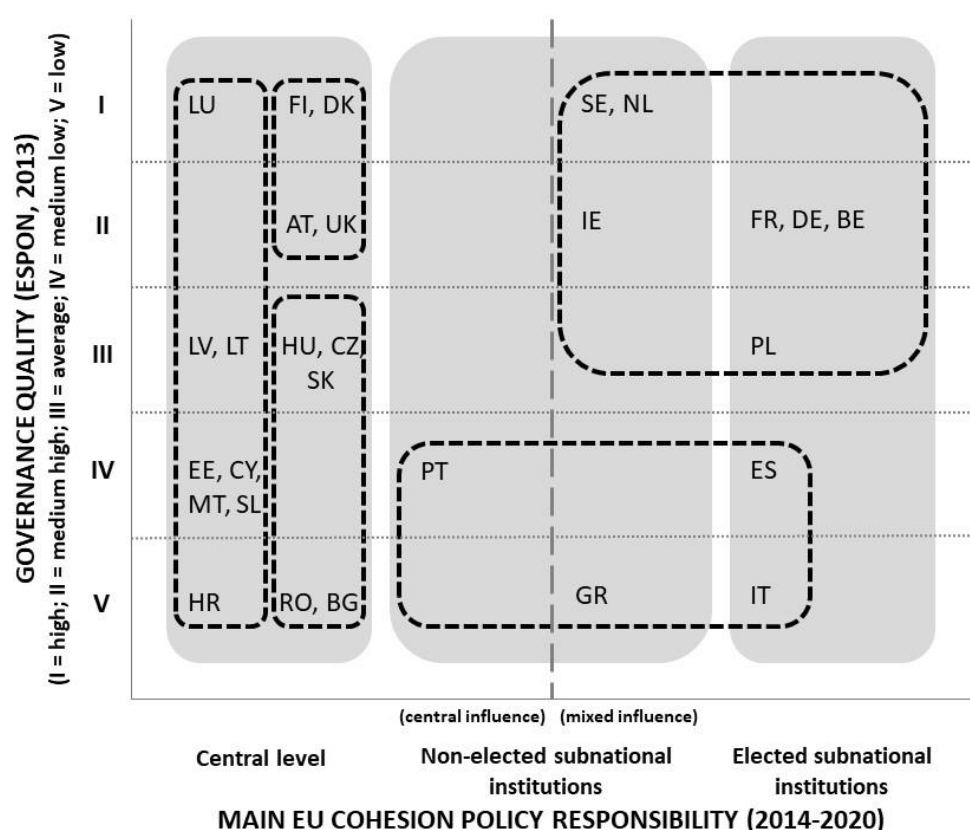 GOVERNANCE QUALITY (ESPON, 2013)
(I = high; II = medium high; III = average; IV = medium low; V = low)
I
LU
FI, DK
SE, NL
II
AT, UK
IE
FR, DE, BE
III
LV, LT
HU, CZ,
SK
PL
IV
EE, CY,
MT, SL
PT
ES
V
HR
RO, BG
GR
IT
(central influence)
(mixed influence)
Central level
Non-elected subnational
institutions
Elected subnational
institutions
MAIN EU COHESION POLICY RESPONSIBILITY (2014-2020)